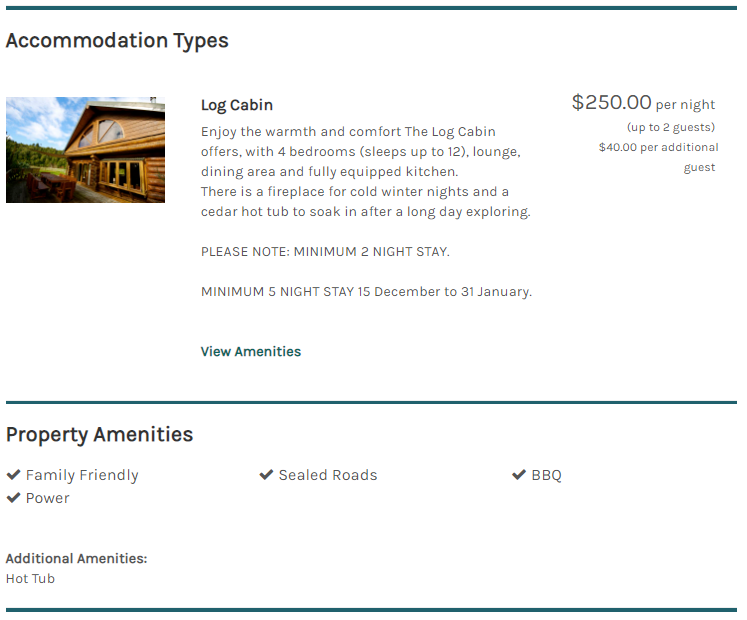 Accommodation Types
Log Cabin
Enjoy the warmth and comfort The Log Cabin
offers, with 4 bedrooms (sleeps up to 12), lounge,
dining area and fully equipped kitchen.
There is a fireplace for cold winter nights and a
cedar hot tub to soak in after a long day exploring.
PLEASE NOTE: MINIMUM 2 NIGHT STAY.
MINIMUM 5 NIGHT STAY 15 December to 31 January.
View Amenities
$250.00 per night
(up to 2 guests)
$40.00 per additional
guest
Property Amenities
Family Friendly
Sealed Roads
BBQ
Power
Additional Amenities:
Hot Tub